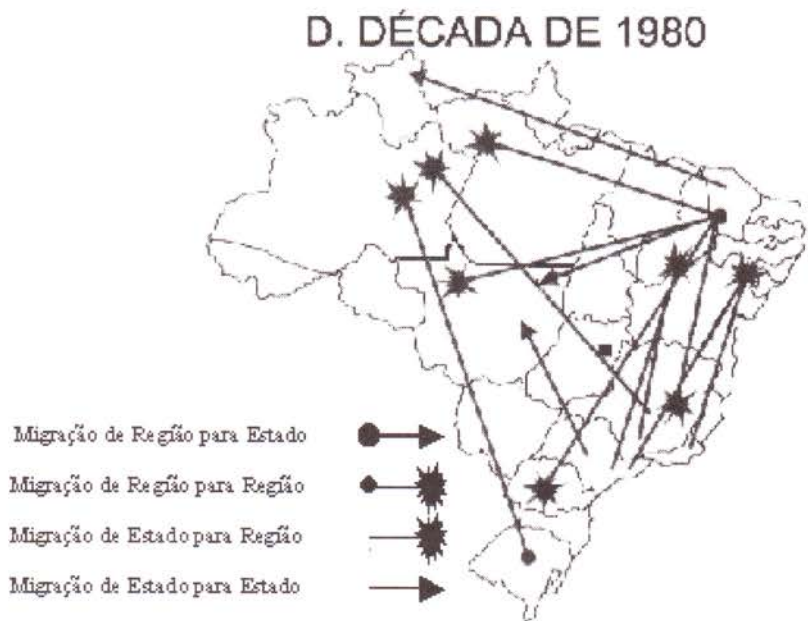 D. DÉCADA DE 1980
Migração de Região para Estado
Migração de Região para Região
Migração de Estado para Região
Migração de Estado para Estado